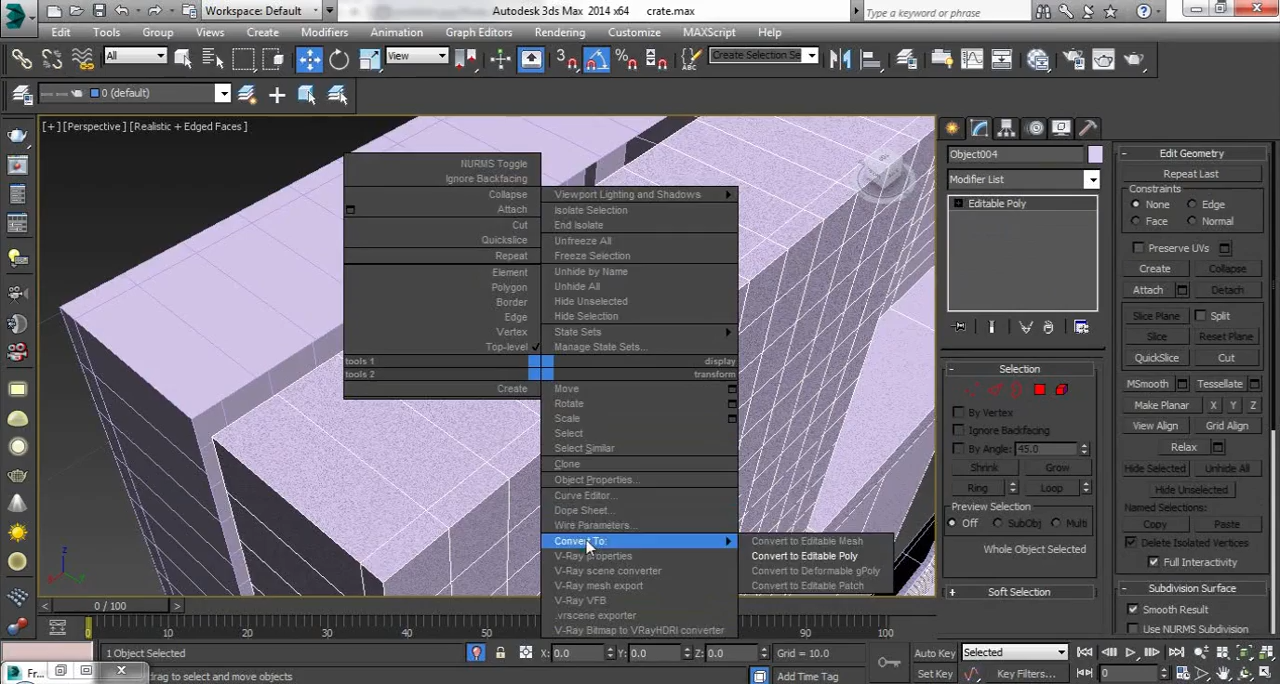 Workspace: Default
Autodesk 3ds Max 2014 x64 crate.max
Type a keyword or phrase
Edit Tools Group Views Create Modifiers Animation Graph Editors Rendering Customize MAXScript Help
All
View
3
Create Selection Se
0 (default)
[+] [Perspective] [Realistic + Edged Faces]
NURMS Toggle
Ignore Backfacing
Collapse
Attach
Cut
Quickslice
Repeat
Element
Polygon
Border
Edge
Vertex
Top-level
tools 1
tools 2
Create
Viewport Lighting and Shadows
Isolate Selection
End Isolate
Unfreeze All
Freeze Selection
Unhide by Name
Unhide All
Hide Unselected
Hide Selection
State Sets
Manage State Sets...
display
transform
Move
Rotate
Scale
Select
Select Similar
Clone
Object Properties...
Curve Editor...
Dope Sheet...
Wire Parameters...
Convert To:
V-Ray properties
V-Ray scene converter
V-Ray mesh export
V-Ray VFB
.vrscene exporter
V-Ray Bitmap to VRayHDRI converter
Convert to Editable Mesh
Convert to Editable Poly
Convert to Deformable gPoly
Convert to Editable Patch
Object004
Modifier List
Editable Poly
Selection
By Vertex
Ignore Backfacing
By Angle: 45.0
Shrink Grow
Ring Loop
Preview Selection
Off SubObj Multi
Whole Object Selected
Soft Selection
Edit Geometry
Repeat Last
Constraints
None Edge
Face Normal
Preserve UVs
Create Collapse
Attach Detach
Slice Plane Split
Slice Reset Plane
QuickSlice Cut
MSmooth Tessellate
Make Planar X Y Z
View Align Grid Align
Relax
Hide Selected Unhide All
Hide Unselected
Named Selections:
Copy Paste
Delete Isolated Vertices
Full Interactivity
Subdivision Surface
Smooth Result
Use NURMS Subdivision
z
0 / 100
0 10 20 30 40 50 60 70 80 90 100
1 Object Selected
X: 0.0 Y: 0.0 Z: 0.0 Grid = 10.0
Auto Key Selected
Fr...
drag to select and move objects
Add Time Tag
Set Key Key Filters... 0